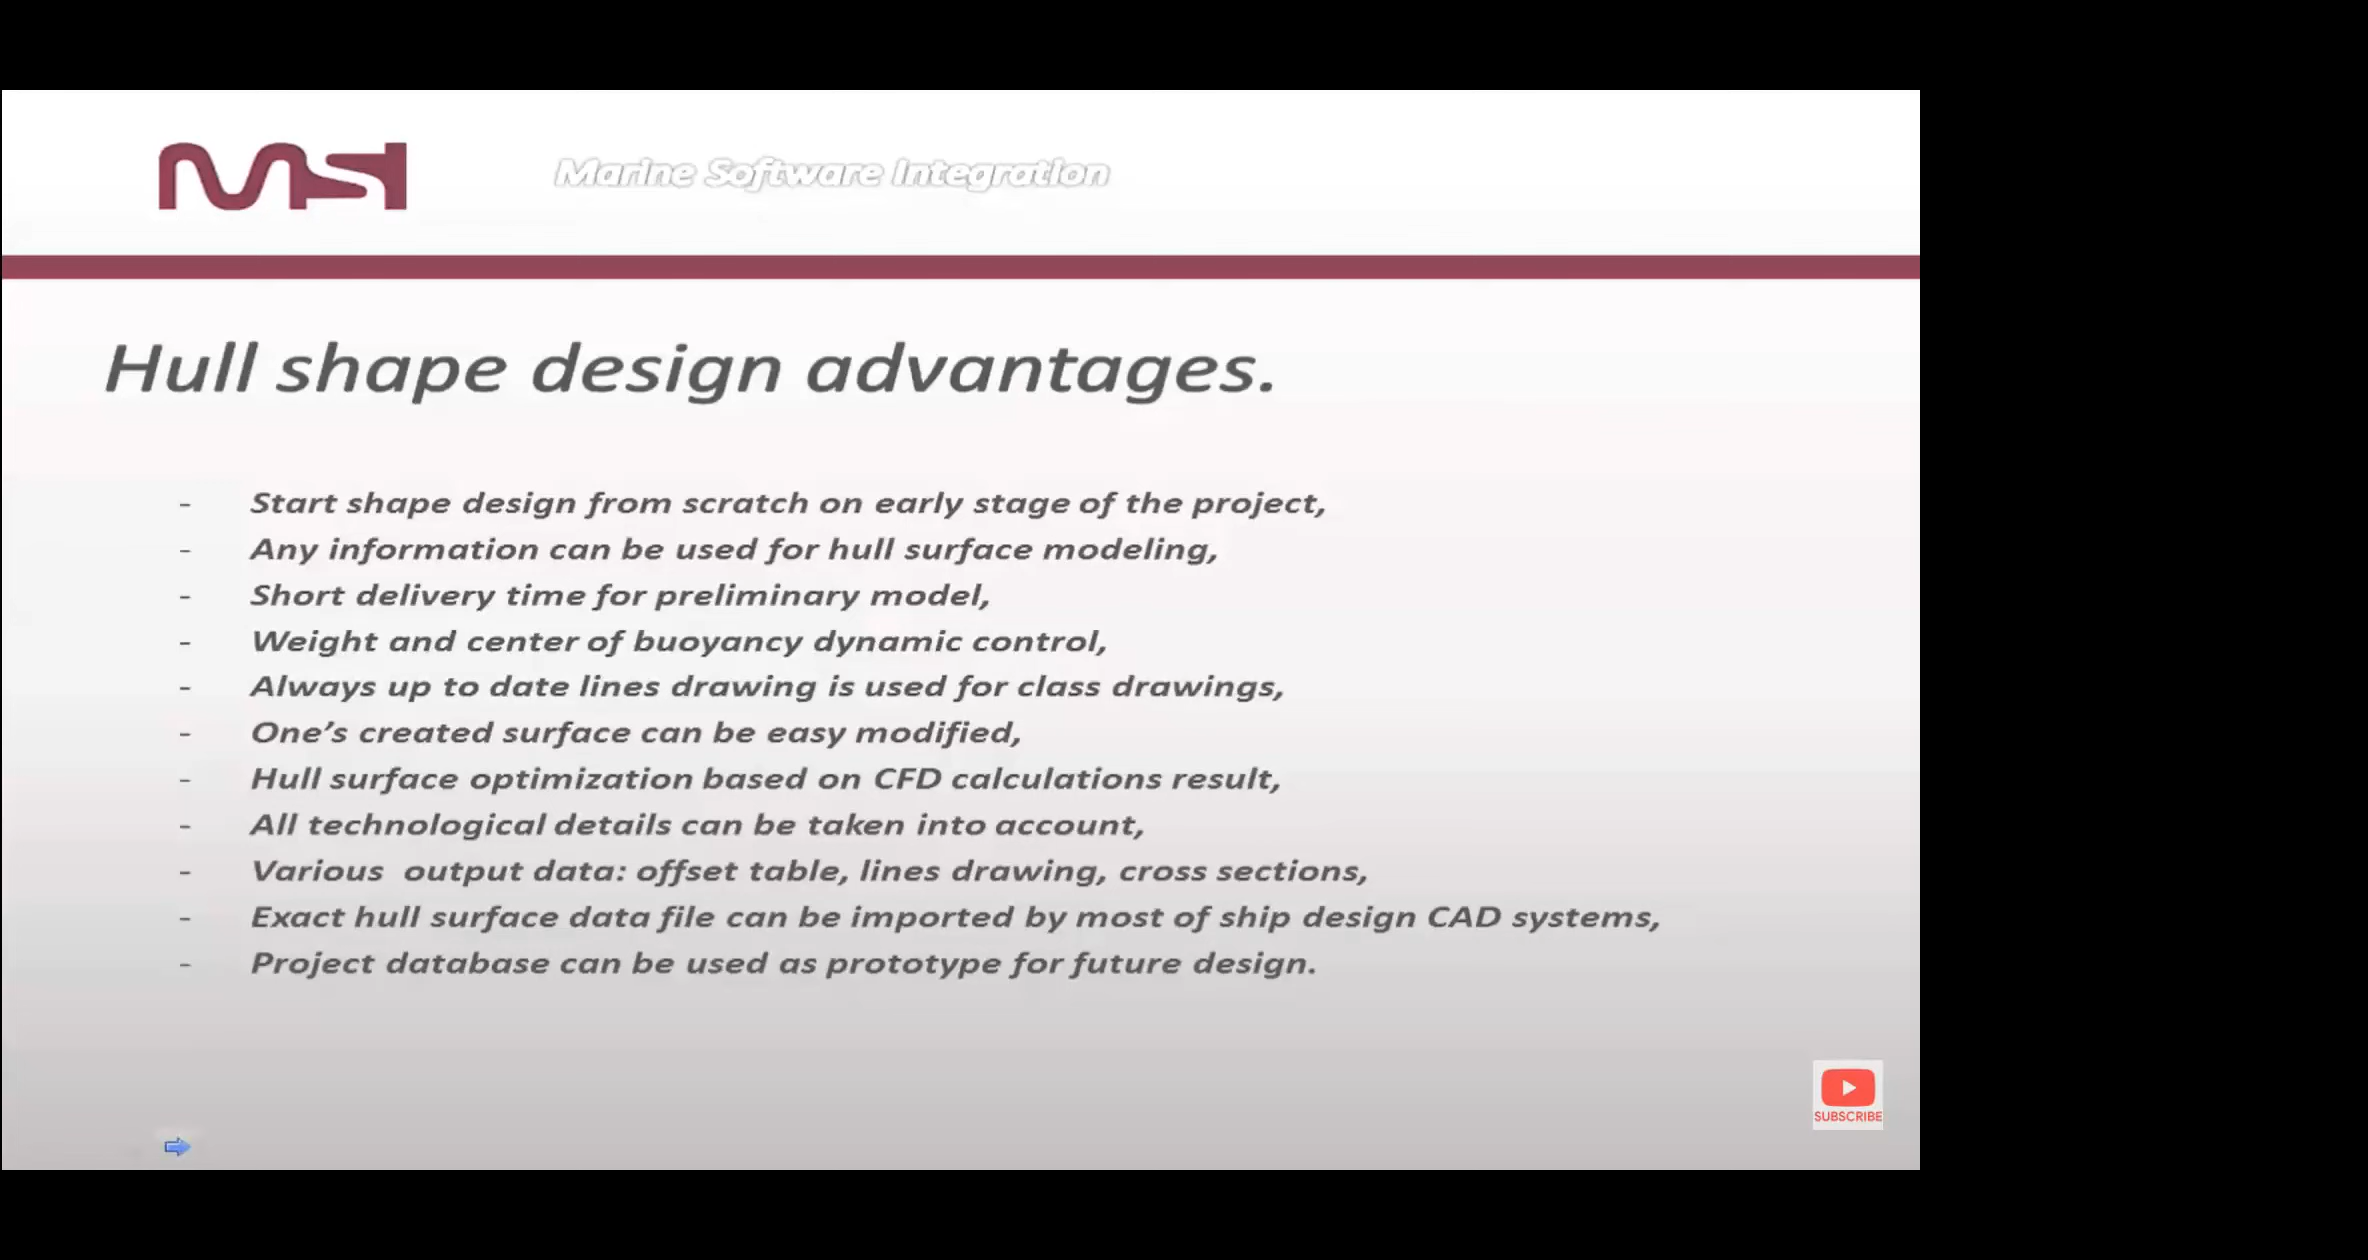 MSI
Marine Software Integration
Hull shape design advantages.
- Start shape design from scratch on early stage of the project,
- Any information can be used for hull surface modeling,
- Short delivery time for preliminary model,
- Weight and center of buoyancy dynamic control,
- Always up to date lines drawing is used for class drawings,
- One’s created surface can be easy modified,
- Hull surface optimization based on CFD calculations result,
- All technological details can be taken into account,
- Various  output data: offset table, lines drawing, cross sections,
- Exact hull surface data file can be imported by most of ship design CAD systems,
- Project database can be used as prototype for future design.
SUBSCRIBE